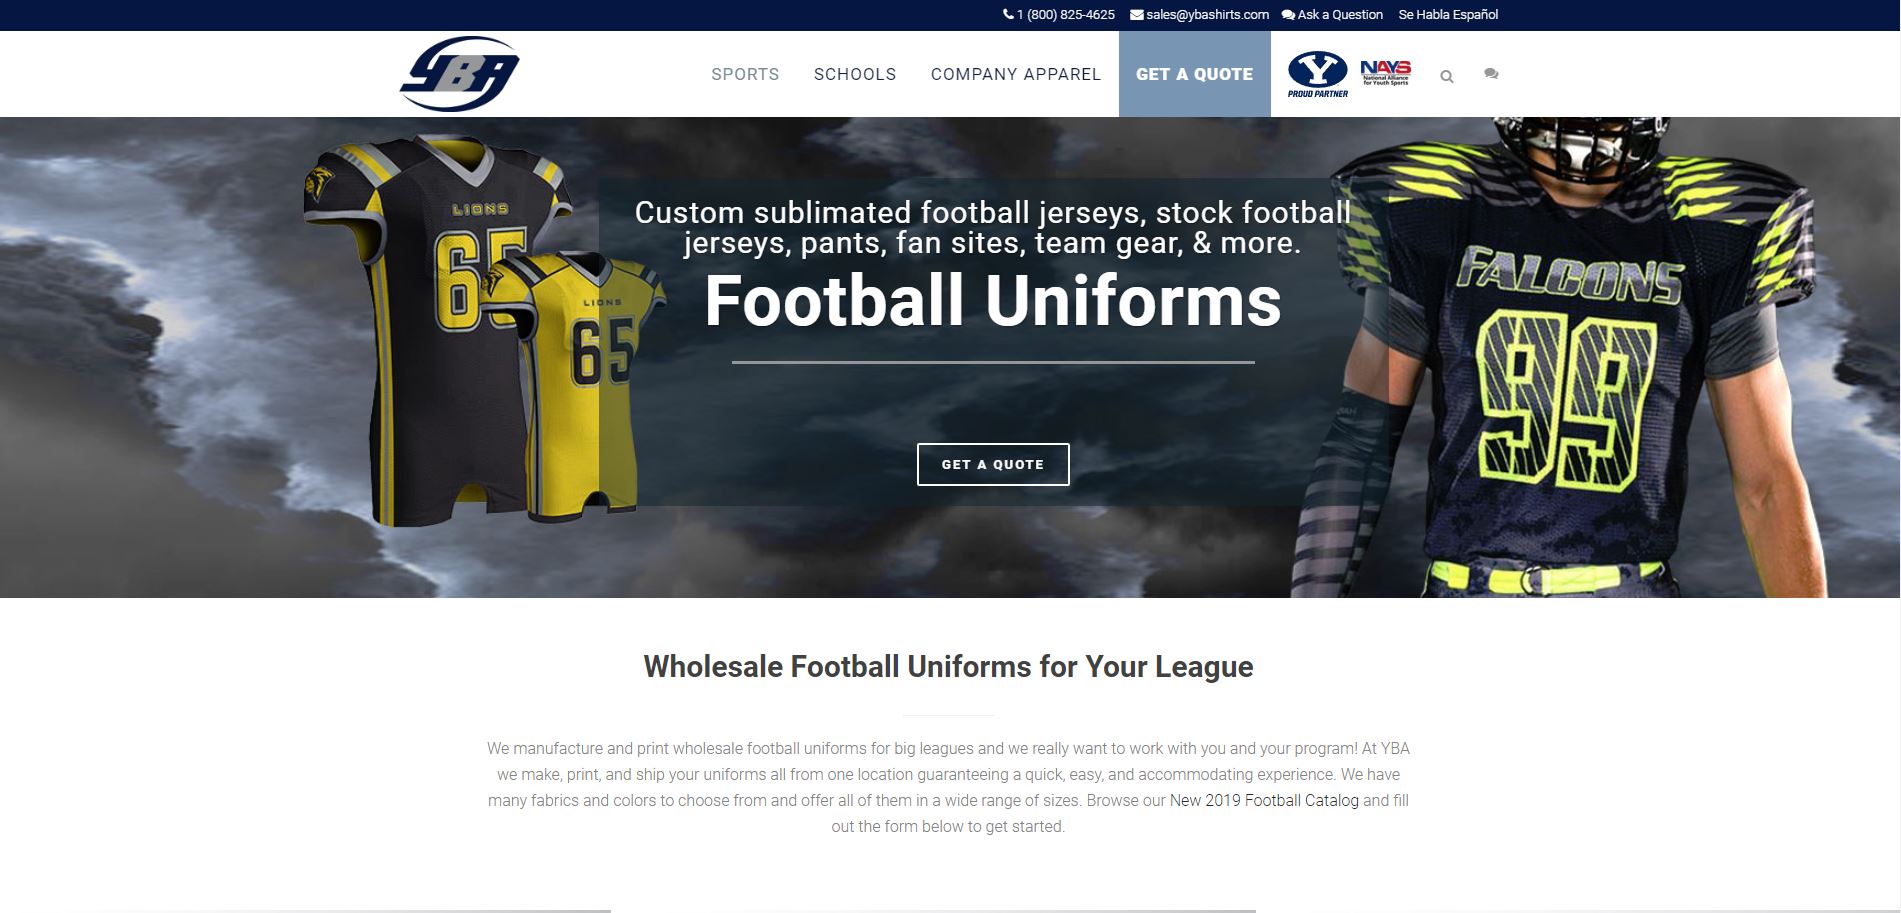 1 (800) 825-4625 sales@ybashirts.com Ask a Question Se Habla Español
YBA
SPORTS SCHOOLS COMPANY APPAREL GET A QUOTE
Y
PROUD PARTNER
NAYS
National Alliance
for Youth Sports
Custom sublimated football jerseys, stock football
jerseys, pants, fan sites, team gear, & more.
Football Uniforms
GET A QUOTE
LIONS
65
LIONS
65
FALCONS
99
Wholesale Football Uniforms for Your League
We manufacture and print wholesale football uniforms for big leagues and we really want to work with you and your program! At YBA
we make, print, and ship your uniforms all from one location guaranteeing a quick, easy, and accommodating experience. We have
many fabrics and colors to choose from and offer all of them in a wide range of sizes. Browse our New 2019 Football Catalog and fill
out the form below to get started.